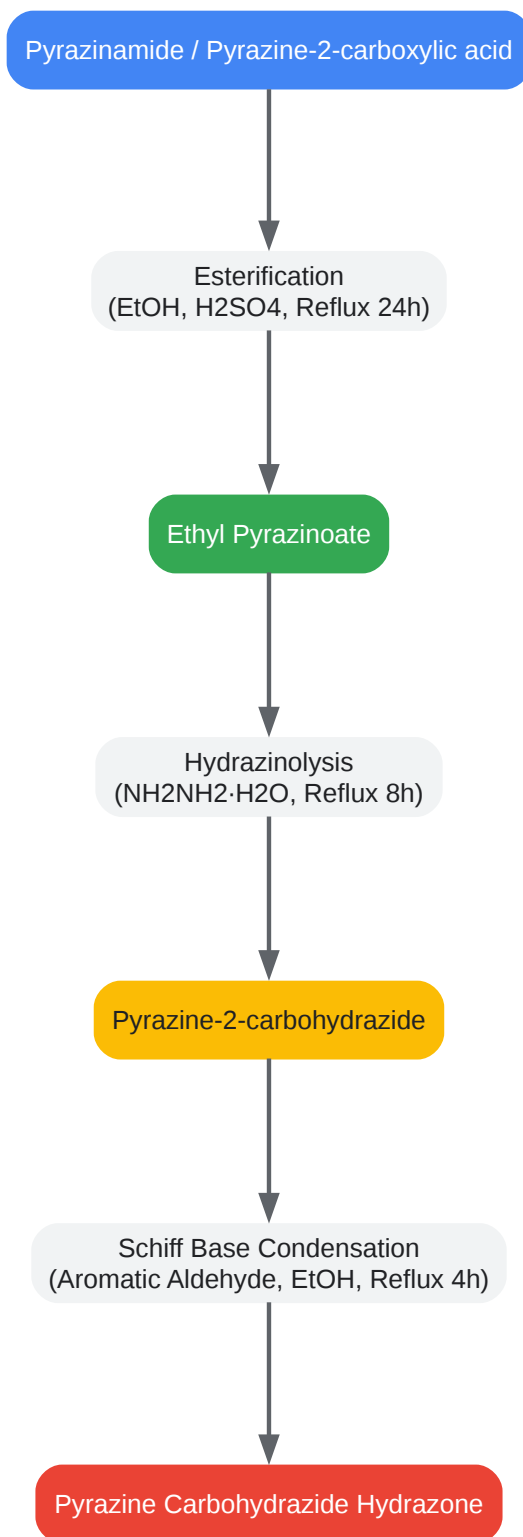 Pyrazinamide / Pyrazine-2-carboxylic acid
Esterification
(EtOH, H2SO4, Reflux 24h)
Ethyl Pyrazinoate
Hydrazinolysis
(NH2NH2·H2O, Reflux 8h)
Pyrazine-2-carbohydrazide
Schiff Base Condensation
(Aromatic Aldehyde, EtOH, Reflux 4h)
Pyrazine Carbohydrazide Hydrazone